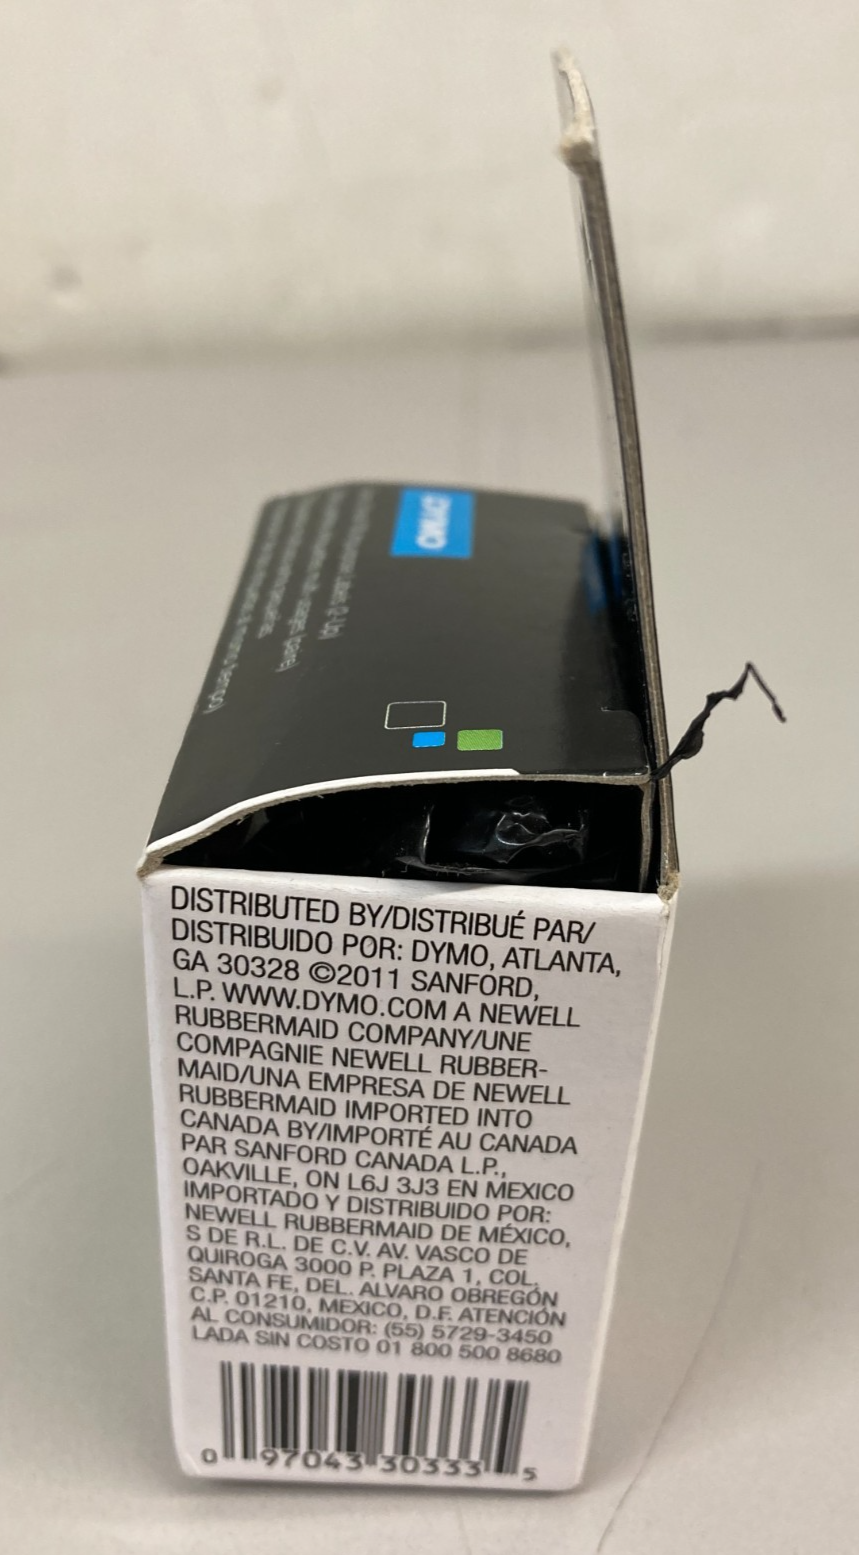 DYMO
DISTRIBUTED BY/DISTRIBUÉ PAR/
DISTRIBUIDO POR: DYMO, ATLANTA,
GA 30328 ©2011 SANFORD,
L.P. WWW.DYMO.COM A NEWELL
RUBBERMAID COMPANY/UNE
COMPAGNIE NEWELL RUBBER-
MAID/UNA EMPRESA DE NEWELL
RUBBERMAID IMPORTED INTO
CANADA BY/IMPORTÉ AU CANADA
PAR SANFORD CANADA L.P.,
OAKVILLE, ON L6J 3J3 EN MEXICO
IMPORTADO Y DISTRIBUIDO POR:
NEWELL RUBBERMAID DE MÉXICO,
S DE R.L. DE C.V. AV. VASCO DE
QUIROGA 3000 P. PLAZA 1, COL.
SANTA FE, DEL. ALVARO OBREGÓN
C.P. 01210, MEXICO, D.F. ATENCIÓN
AL CONSUMIDOR: (55) 5729-3450
LADA SIN COSTO 01 800 500 8680
0 97043 30333 5